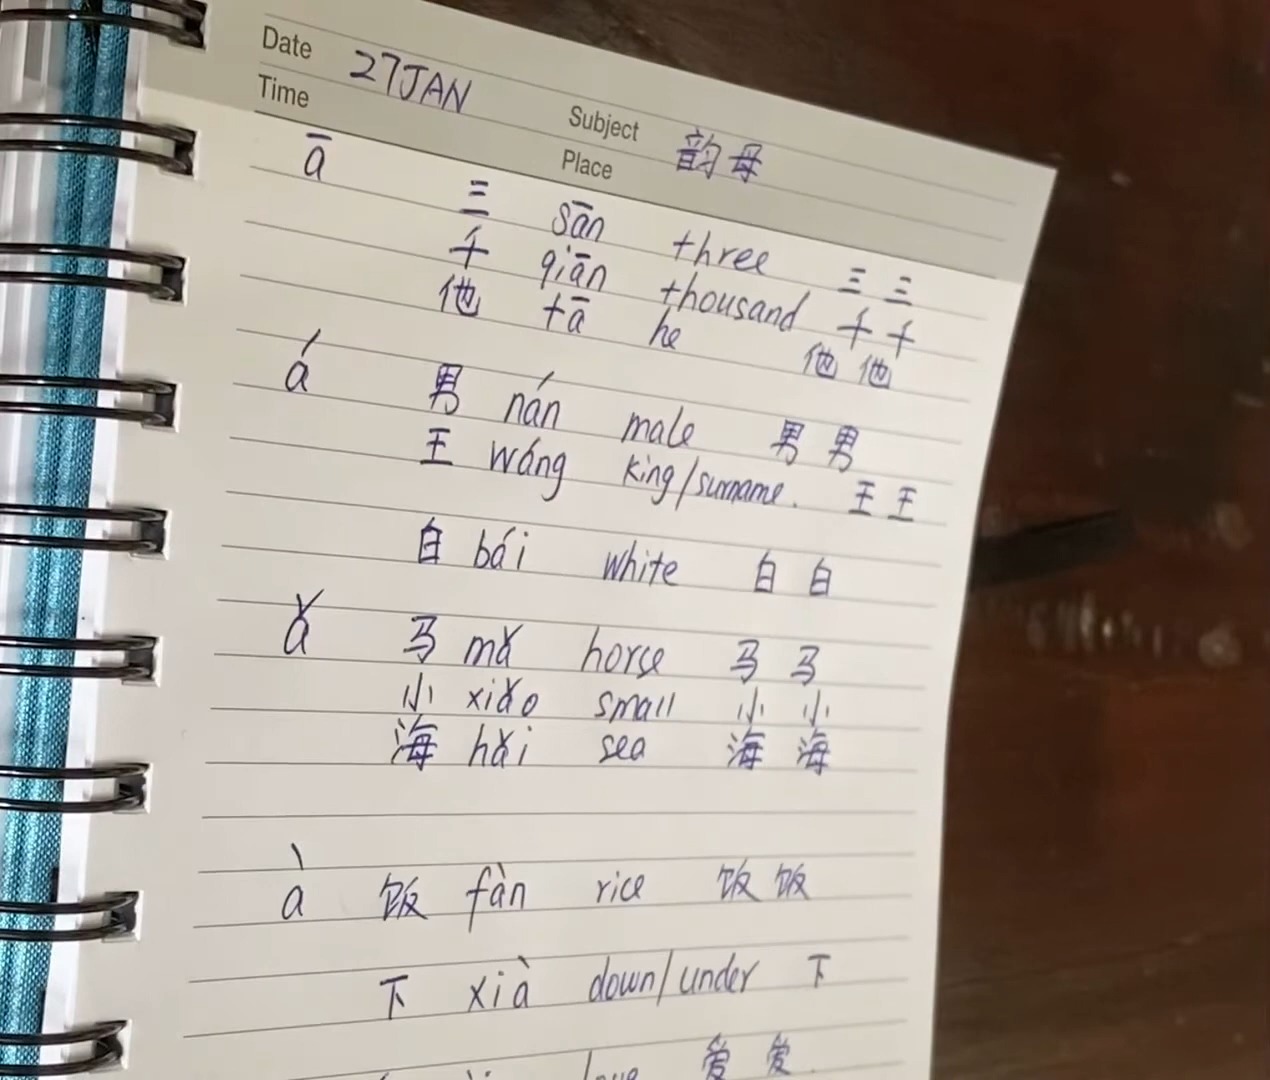 Date 27JAN
Time
Subject 韵母
Place
ā
三 sān three 三 三
千 qiān thousand 千 千
他 tā he 他 他
á 男 nán male 男 男
王 wáng king/surname. 王 王
白 bái white 白 白
ǎ 马 mǎ horse 马 马
小 xiǎo small 小 小
海 hǎi sea 海 海
à 饭 fàn rice 饭 饭
下 xià down/under 下
love 爱 爱